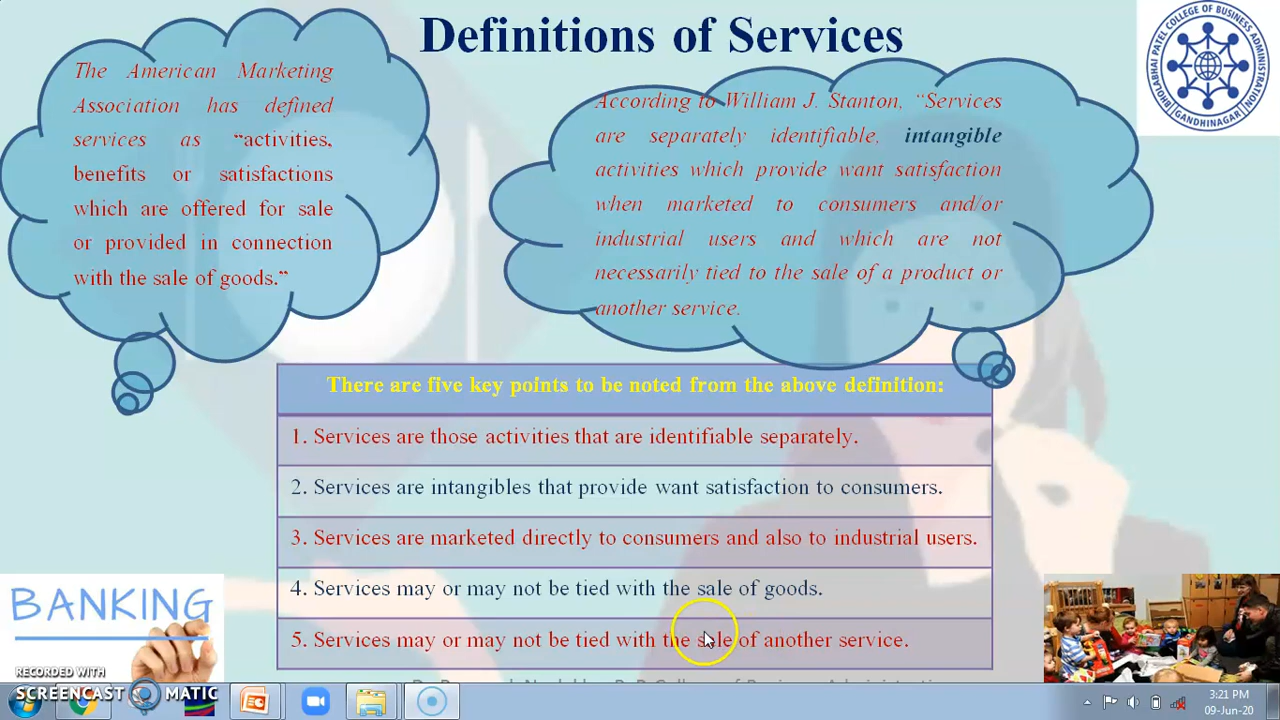 Definitions of Services
The American Marketing
Association has defined
services as "activities,
benefits or satisfactions
which are offered for sale
or provided in connection
with the sale of goods."
According to William J. Stanton, "Services
are separately identifiable, intangible
activities which provide want satisfaction
when marketed to consumers and/or
industrial users and which are not
necessarily tied to the sale of a product or
another service.
BHOLABHAI PATEL COLLEGE OF BUSINESS ADMINISTRATION
GANDHINAGAR
There are five key points to be noted from the above definition:
1. Services are those activities that are identifiable separately.
2. Services are intangibles that provide want satisfaction to consumers.
3. Services are marketed directly to consumers and also to industrial users.
4. Services may or may not be tied with the sale of goods.
5. Services may or may not be tied with the sale of another service.
BANKING
RECORDED WITH
SCREENCAST MATIC
3:21 PM
09-Jun-20